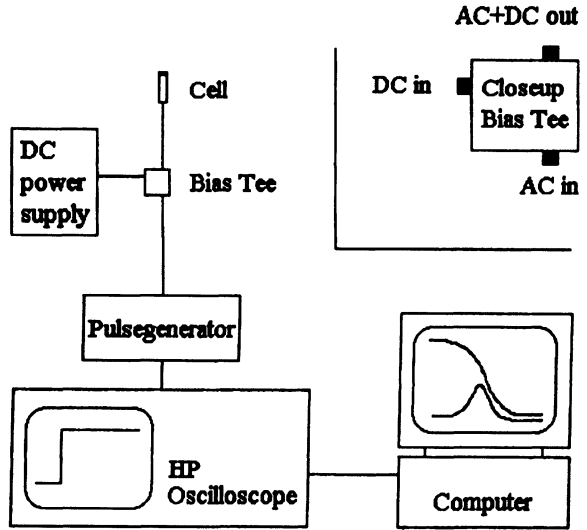 AC+DC out
DC in
Closeup
Bias Tee
AC in
Cell
DC
power
supply
Bias Tee
Pulsegenerator
HP
Oscilloscope
Computer